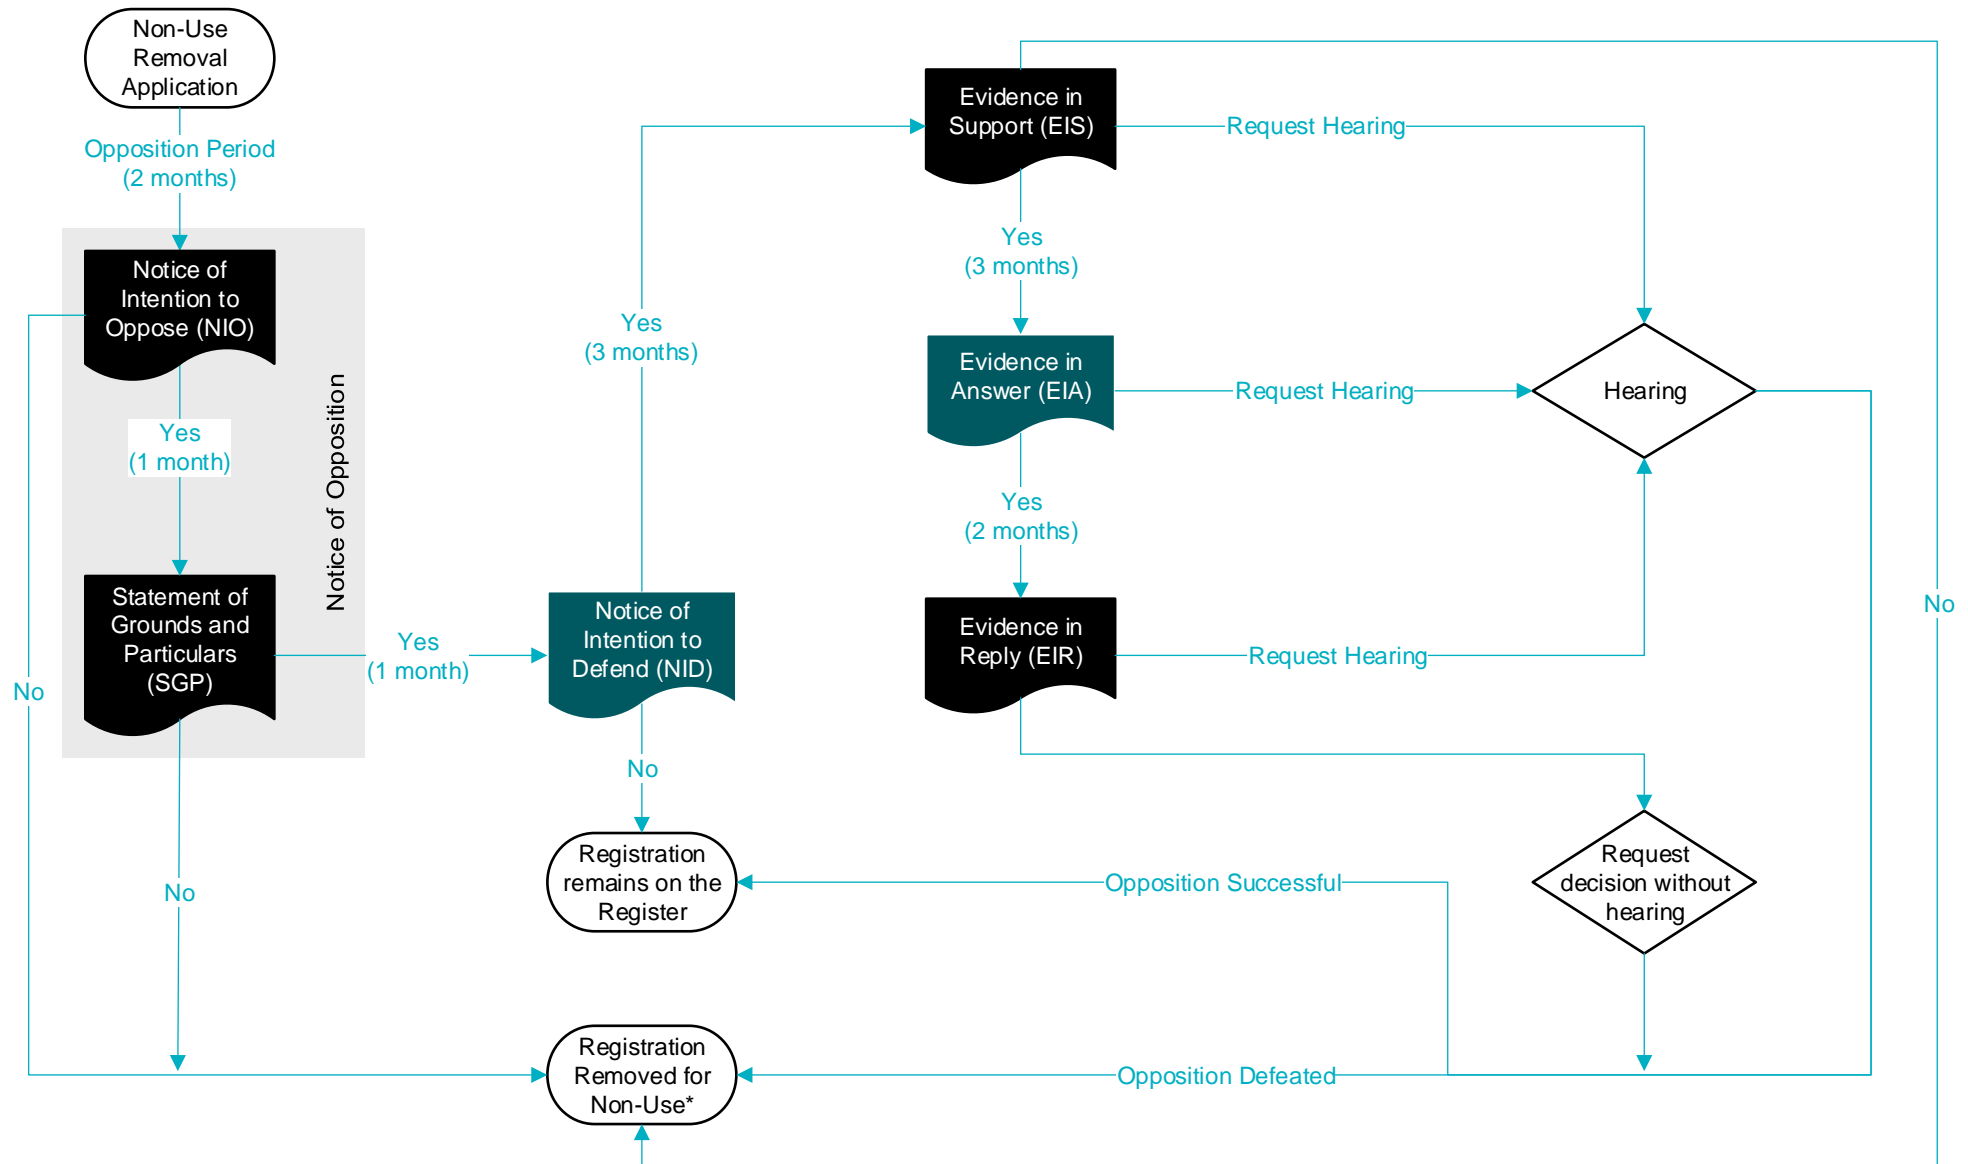 Non-Use
Removal
Application
Opposition Period
(2 months)
Notice of
Intention to
Oppose (NIO)
Yes
(1 month)
Notice of Opposition
Statement of
Grounds and
Particulars
(SGP)
No
No
Yes
(1 month)
Notice of
Intention to
Defend (NID)
Yes
(3 months)
No
Registration
remains on the
Register
Registration
Removed for
Non-Use*
Evidence in
Support (EIS)
Request Hearing
Yes
(3 months)
Evidence in
Answer (EIA)
Request Hearing
Yes
(2 months)
Evidence in
Reply (EIR)
Request Hearing
Hearing
Request
decision without
hearing
Opposition Successful
Opposition Defeated
No